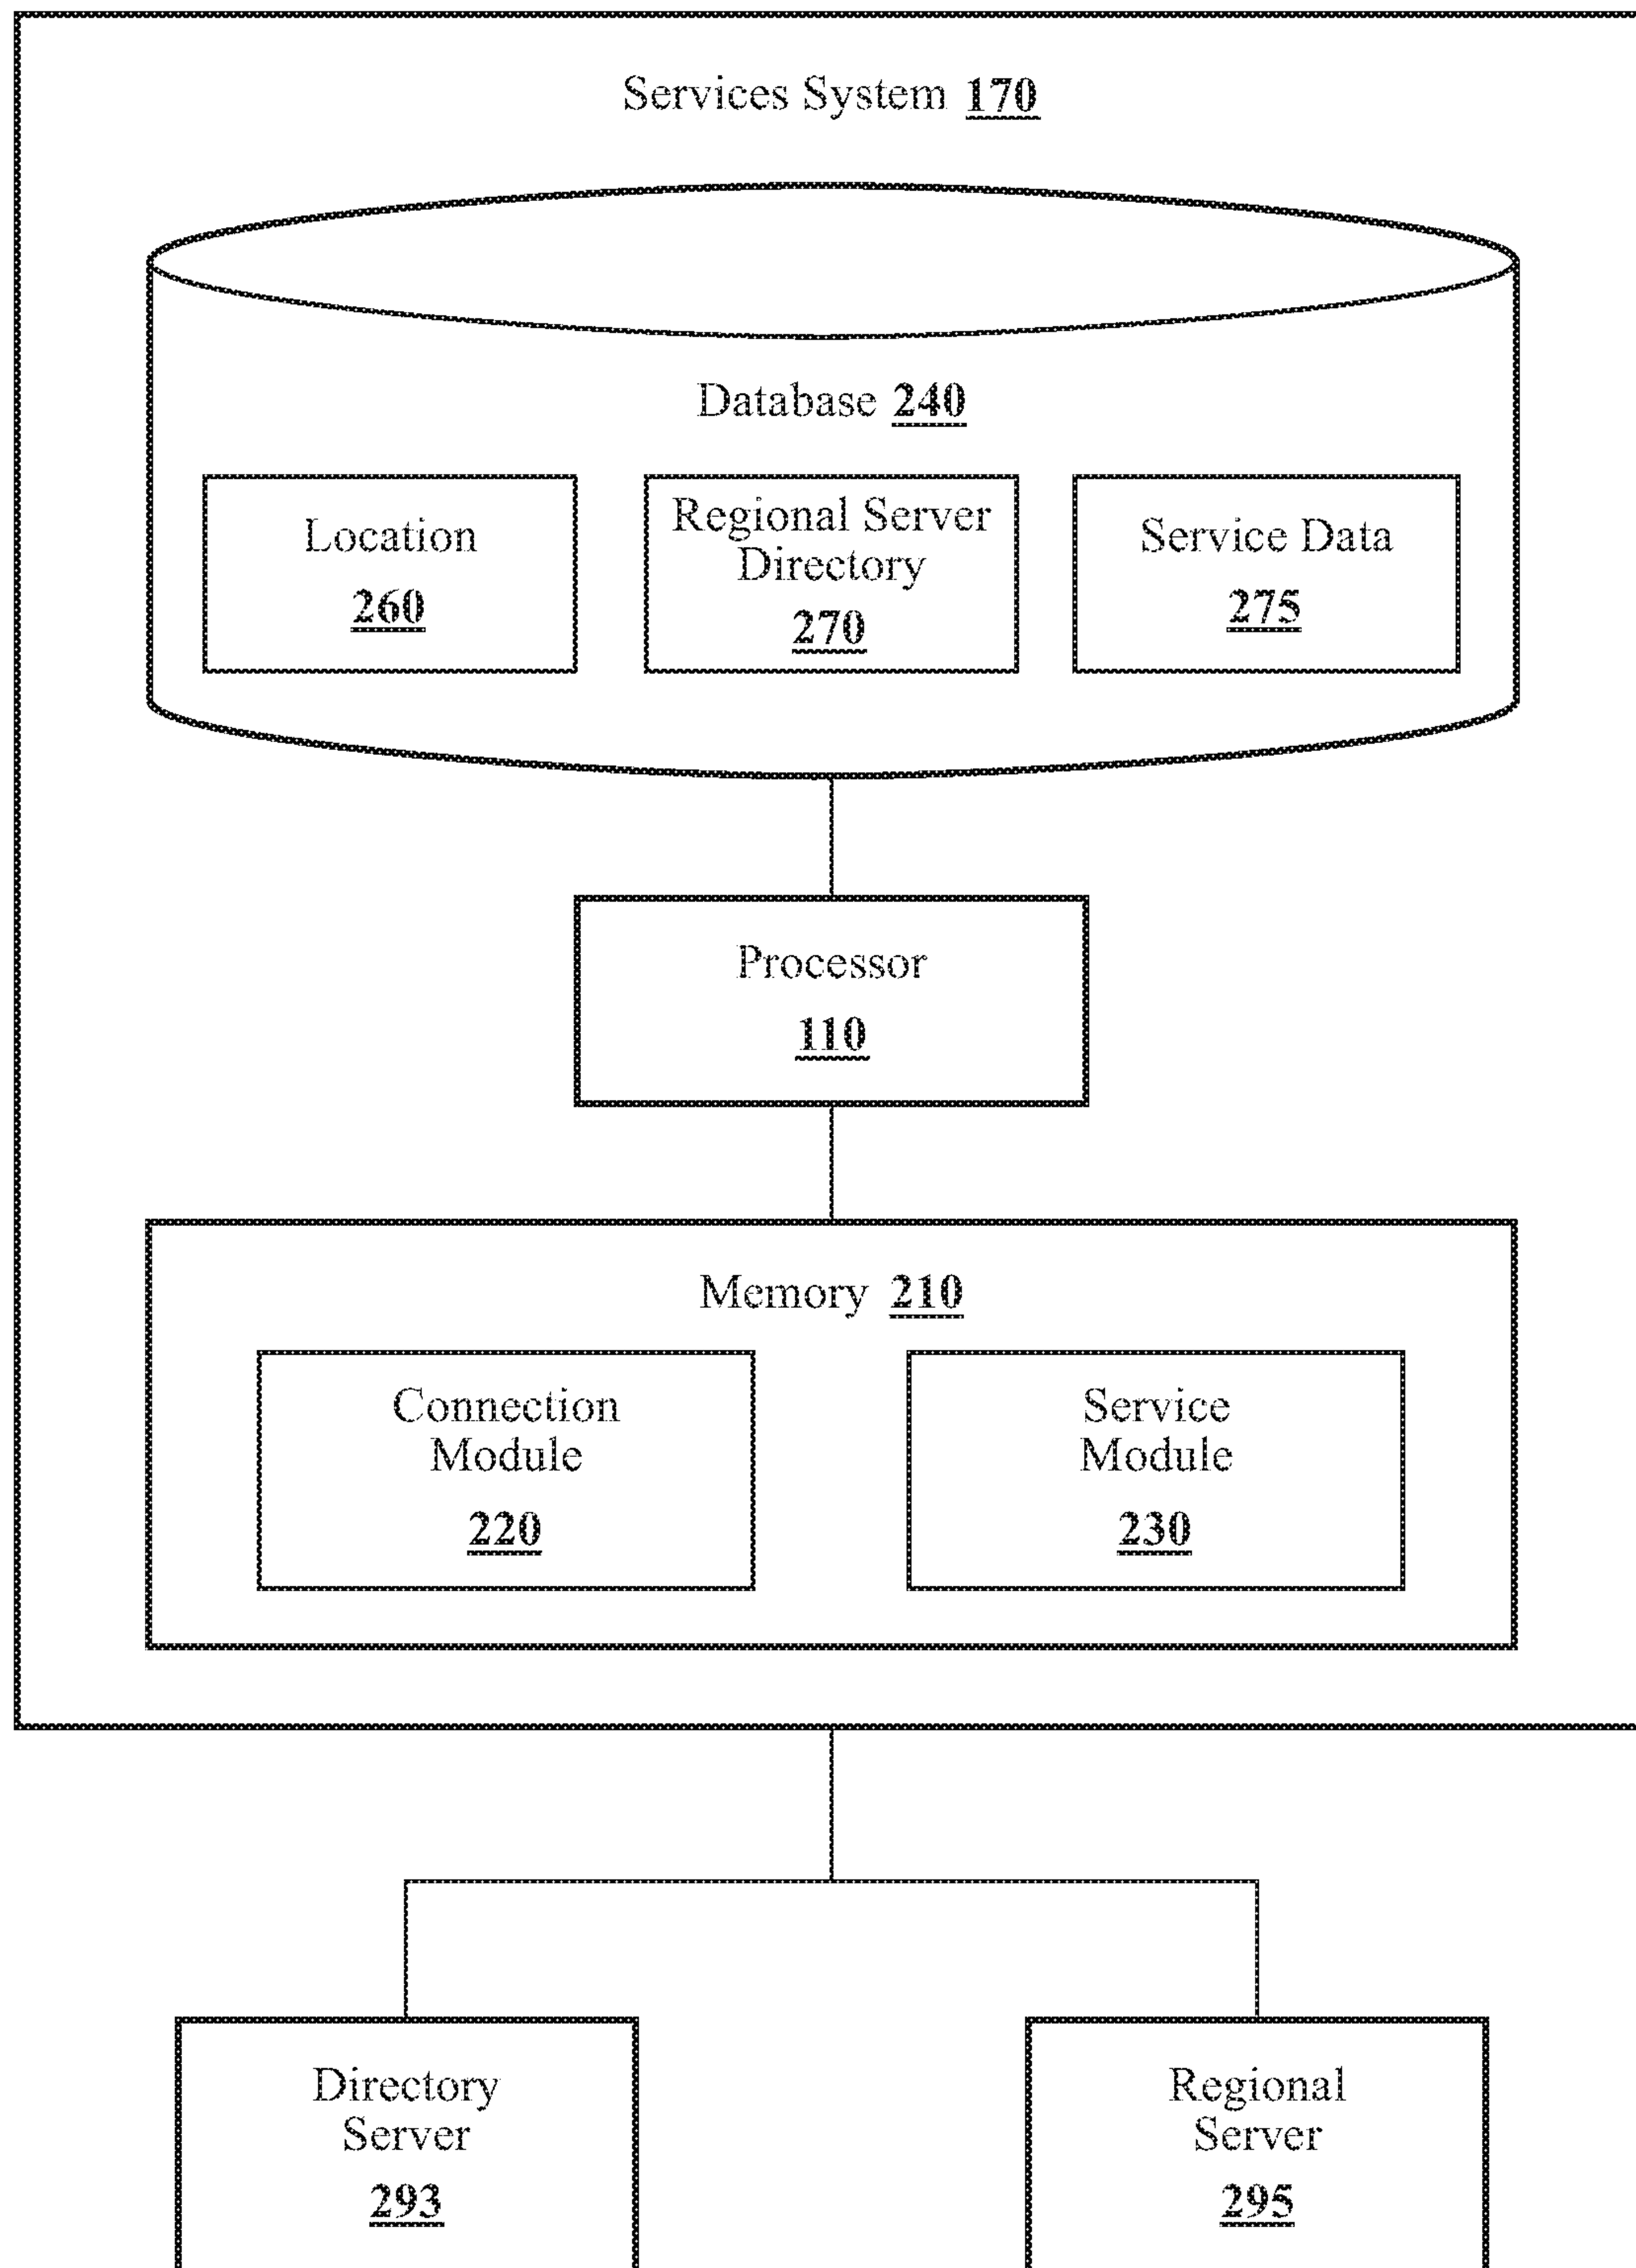 Services System 170
Database 240
Location
260
Regional Server
Directory
270
Service Data
275
Processor
110
Memory 210
Connection
Module
220
Service
Module
230
Directory
Server
293
Regional
Server
295